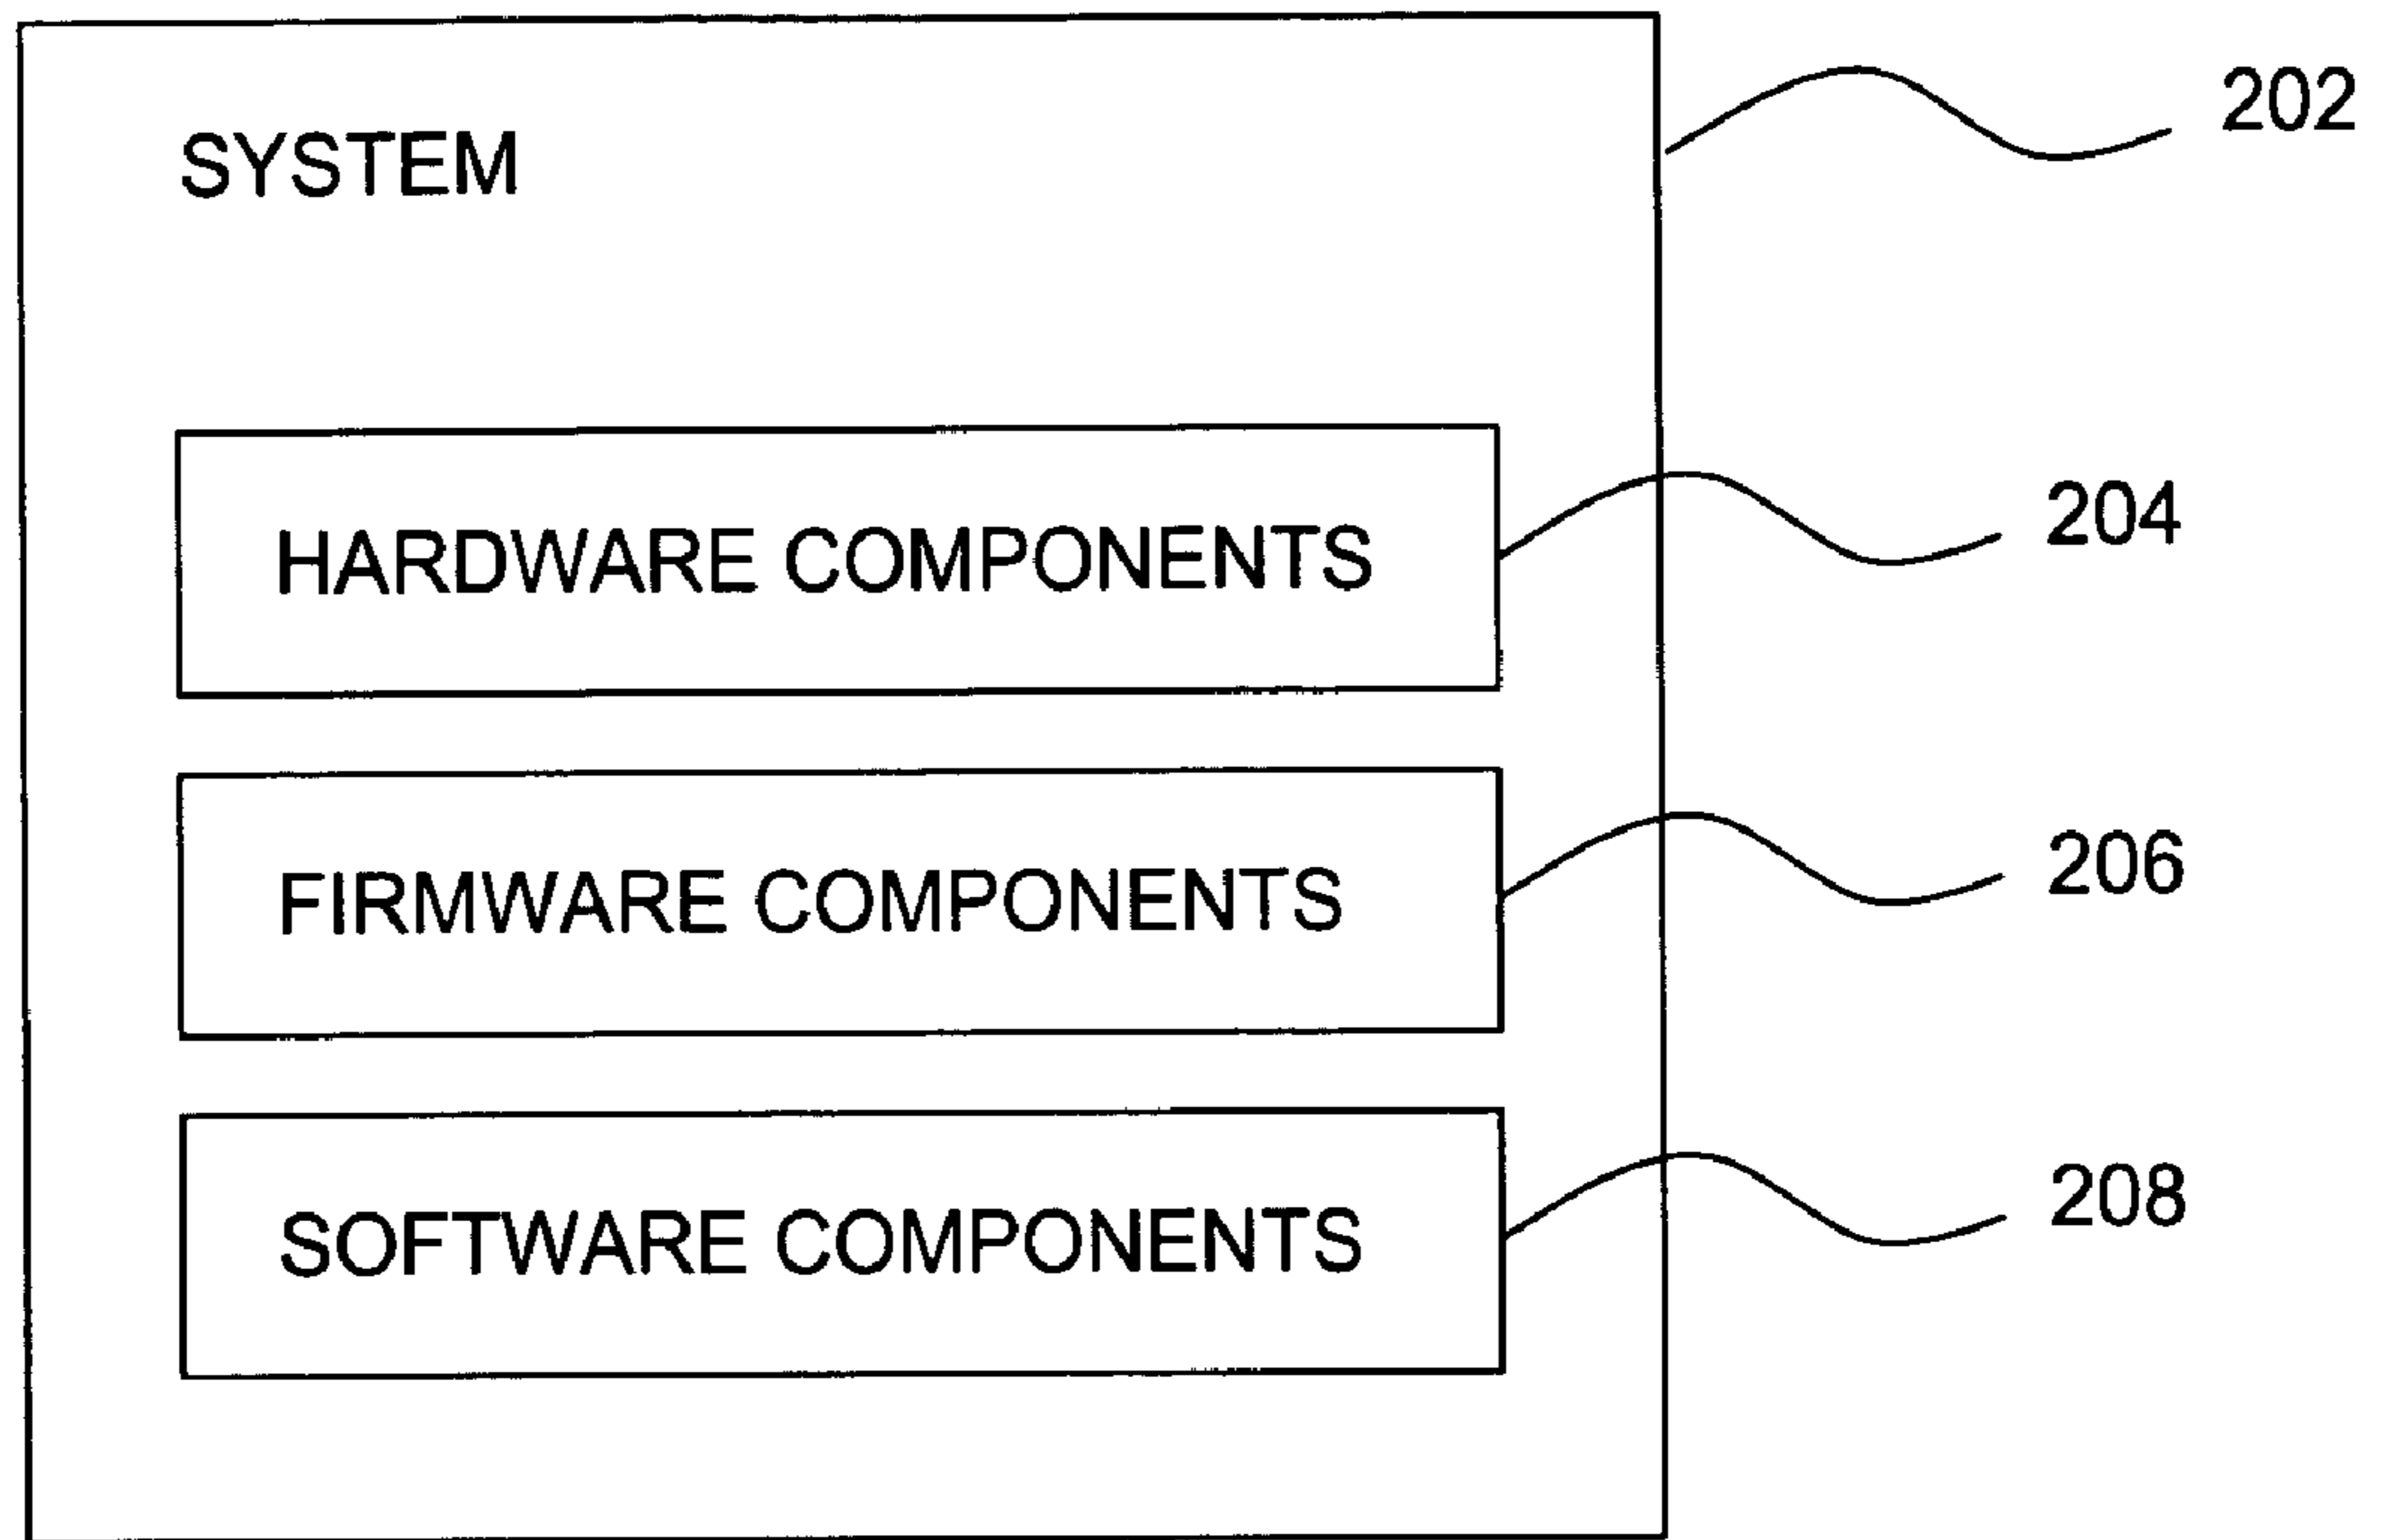 SYSTEM
202
HARDWARE COMPONENTS
204
FIRMWARE COMPONENTS
206
SOFTWARE COMPONENTS
208